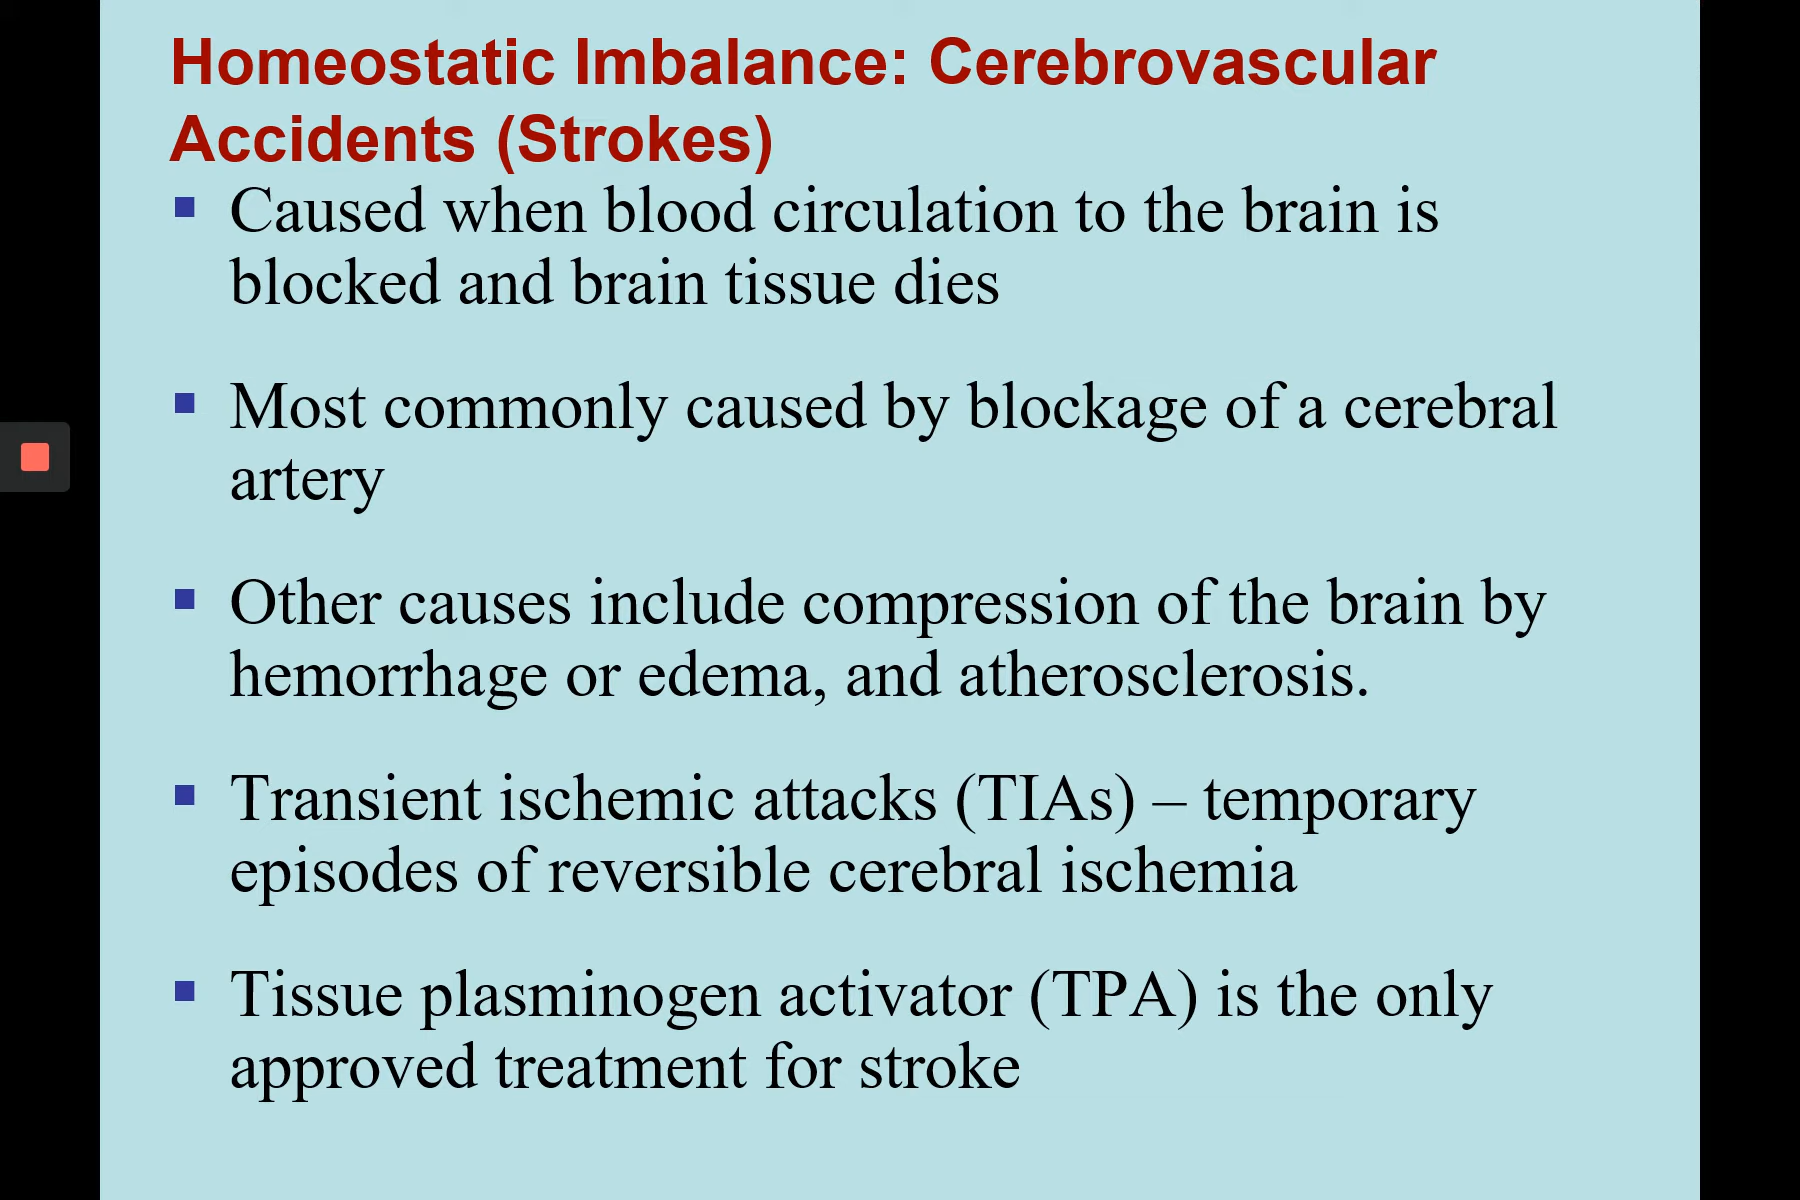 Homeostatic Imbalance: Cerebrovascular
Accidents (Strokes)
Caused when blood circulation to the brain is
blocked and brain tissue dies
Most commonly caused by blockage of a cerebral
artery
Other causes include compression of the brain by
hemorrhage or edema, and atherosclerosis.
Transient ischemic attacks (TIAs) – temporary
episodes of reversible cerebral ischemia
Tissue plasminogen activator (TPA) is the only
approved treatment for stroke